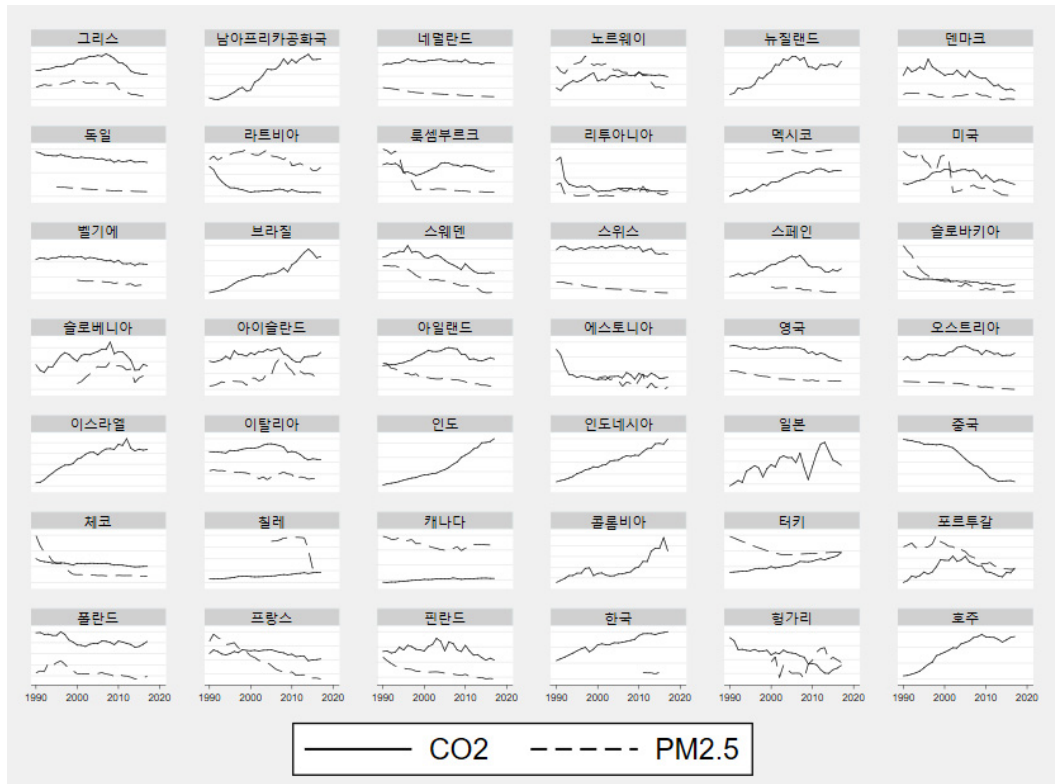 그리스 남아프리카공화국 네덜란드 노르웨이 뉴질랜드 덴마크
독일 라트비아 룩셈부르크 리투아니아 멕시코 미국
벨기에 브라질 스웨덴 스위스 스페인 슬로바키아
슬로베니아 아이슬란드 아일랜드 에스토니아 영국 오스트리아
이스라엘 이탈리아 인도 인도네시아 일본 중국
체코 칠레 캐나다 콜롬비아 터키 포르투갈
폴란드 프랑스 핀란드 한국 헝가리 호주
1990 2000 2010 2020 1990 2000 2010 2020 1990 2000 2010 2020 1990 2000 2010 2020 1990 2000 2010 2020 1990 2000 2010 2020
CO2 PM2.5